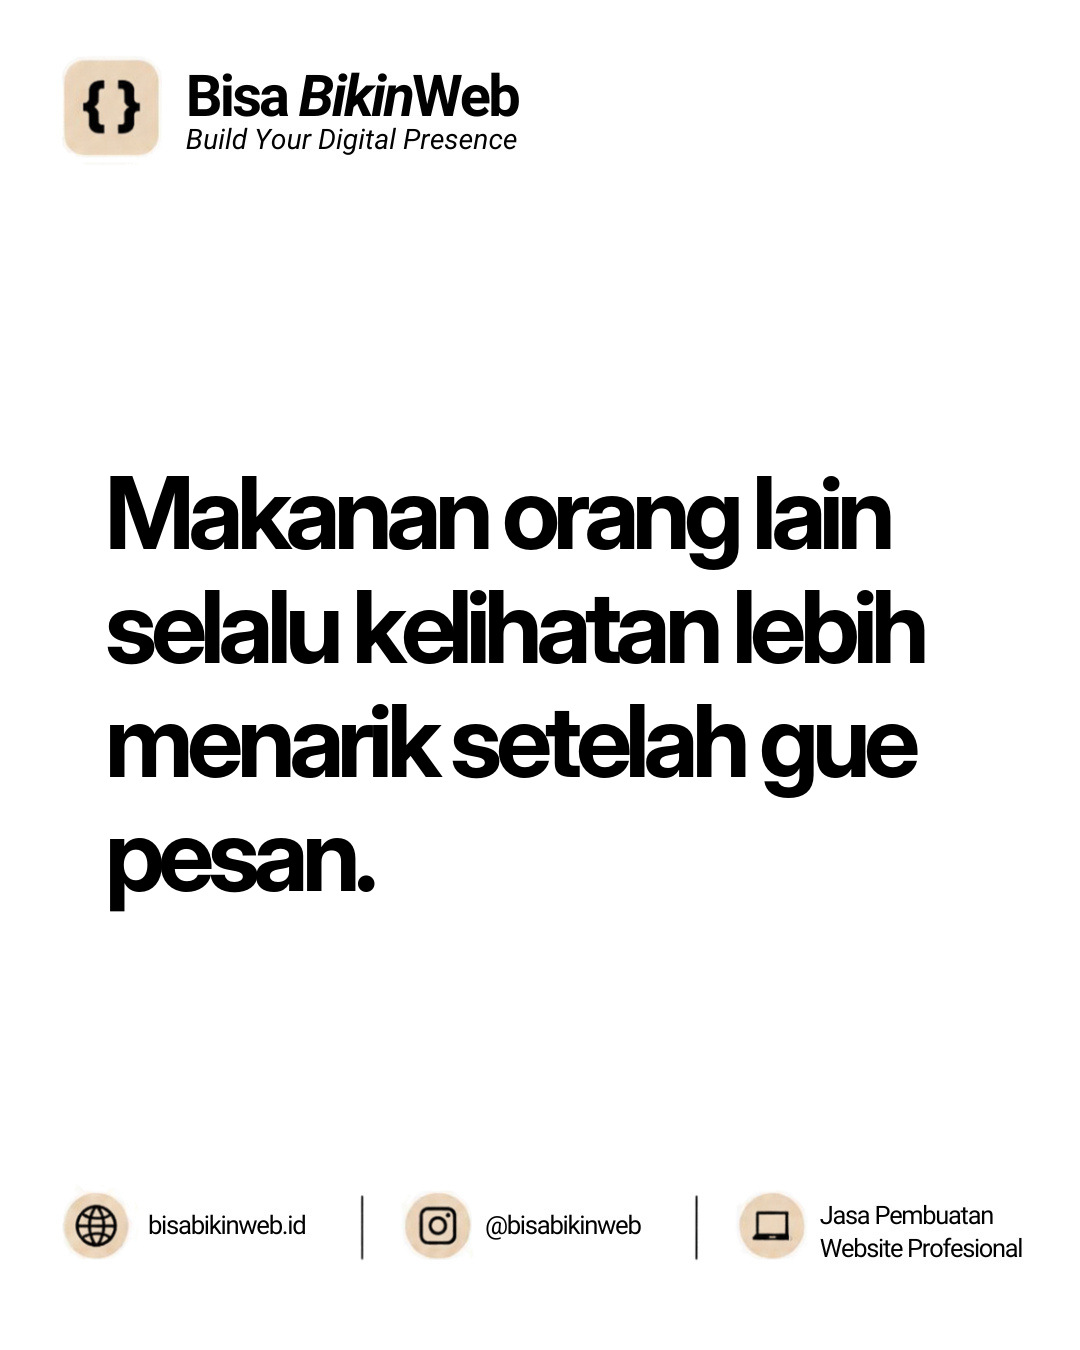 { }
Bisa BikinWeb
Build Your Digital Presence
Makanan orang lain
selalu kelihatan lebih
menarik setelah gue
pesan.
bisabikinweb.id
@bisabikinweb
Jasa Pembuatan
Website Profesional